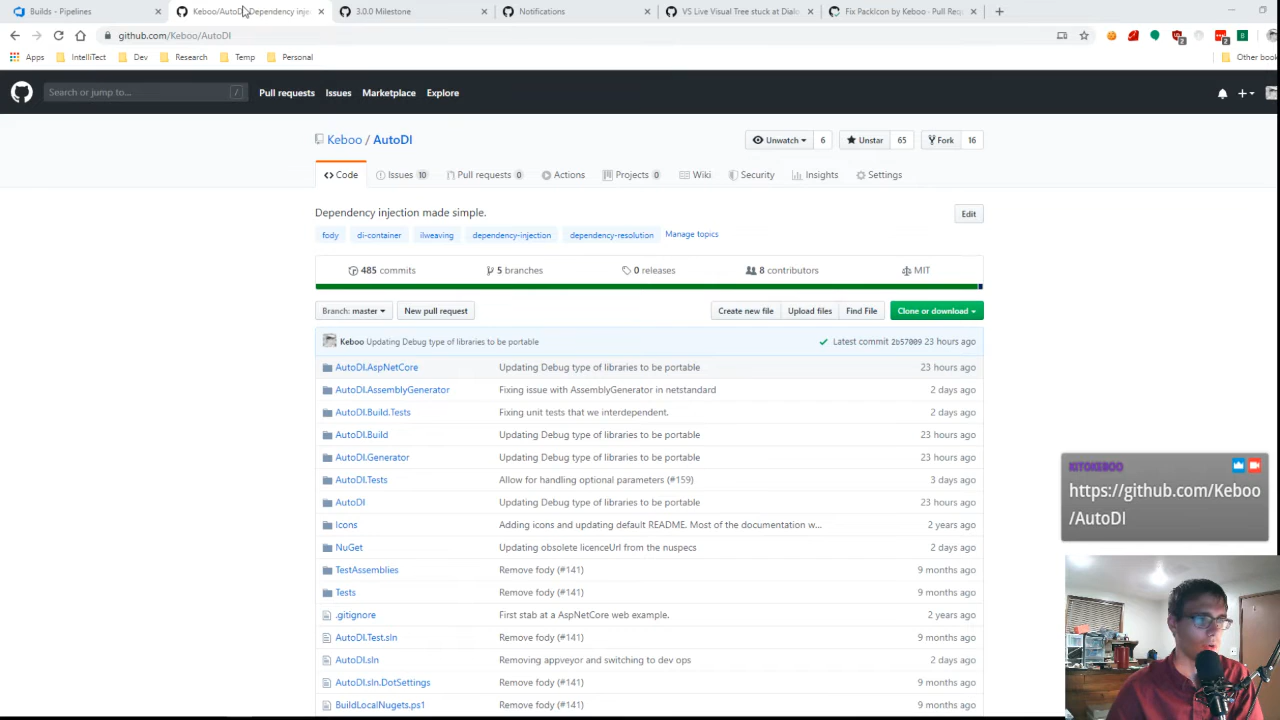 Builds - Pipelines
Keboo/AutoDI: Dependency inje
3.0.0 Milestone
Notifications
VS Live Visual Tree stuck at Dialo
Fix PackIcon by Keboo · Pull Req
github.com/Keboo/AutoDI
Apps
IntelliTect
Dev
Research
Temp
Personal
Other book
Search or jump to...
/
Pull requests
Issues
Marketplace
Explore
Keboo / AutoDI
Unwatch
6
Unstar
65
Fork
16
Code
Issues 10
Pull requests 0
Actions
Projects 0
Wiki
Security
Insights
Settings
Dependency injection made simple.
Edit
fody
di-container
ilweaving
dependency-injection
dependency-resolution
Manage topics
485 commits
5 branches
0 releases
8 contributors
MIT
Branch: master
New pull request
Create new file
Upload files
Find File
Clone or download
Keboo Updating Debug type of libraries to be portable
Latest commit 2b57009 23 hours ago
AutoDI.AspNetCore Updating Debug type of libraries to be portable 23 hours ago
AutoDI.AssemblyGenerator Fixing issue with AssemblyGenerator in netstandard 2 days ago
AutoDI.Build.Tests Fixing unit tests that we interdependent. 2 days ago
AutoDI.Build Updating Debug type of libraries to be portable 23 hours ago
AutoDI.Generator Updating Debug type of libraries to be portable 23 hours ago
AutoDI.Tests Allow for handling optional parameters (#159) 3 days ago
AutoDI Updating Debug type of libraries to be portable 23 hours ago
Icons Adding icons and updating default README. Most of the documentation w... 2 years ago
NuGet Updating obsolete licenceUrl from the nuspecs 2 days ago
TestAssemblies Remove fody (#141) 9 months ago
Tests Remove fody (#141) 9 months ago
.gitignore First stab at a AspNetCore web example. 2 years ago
AutoDI.Test.sln Remove fody (#141) 9 months ago
AutoDI.sln Removing appveyor and switching to dev ops 2 days ago
AutoDI.sln.DotSettings Remove fody (#141) 9 months ago
BuildLocalNugets.ps1 Remove fody (#141) 9 months ago
KITOKEBOO
https://github.com/Keboo
/AutoDI